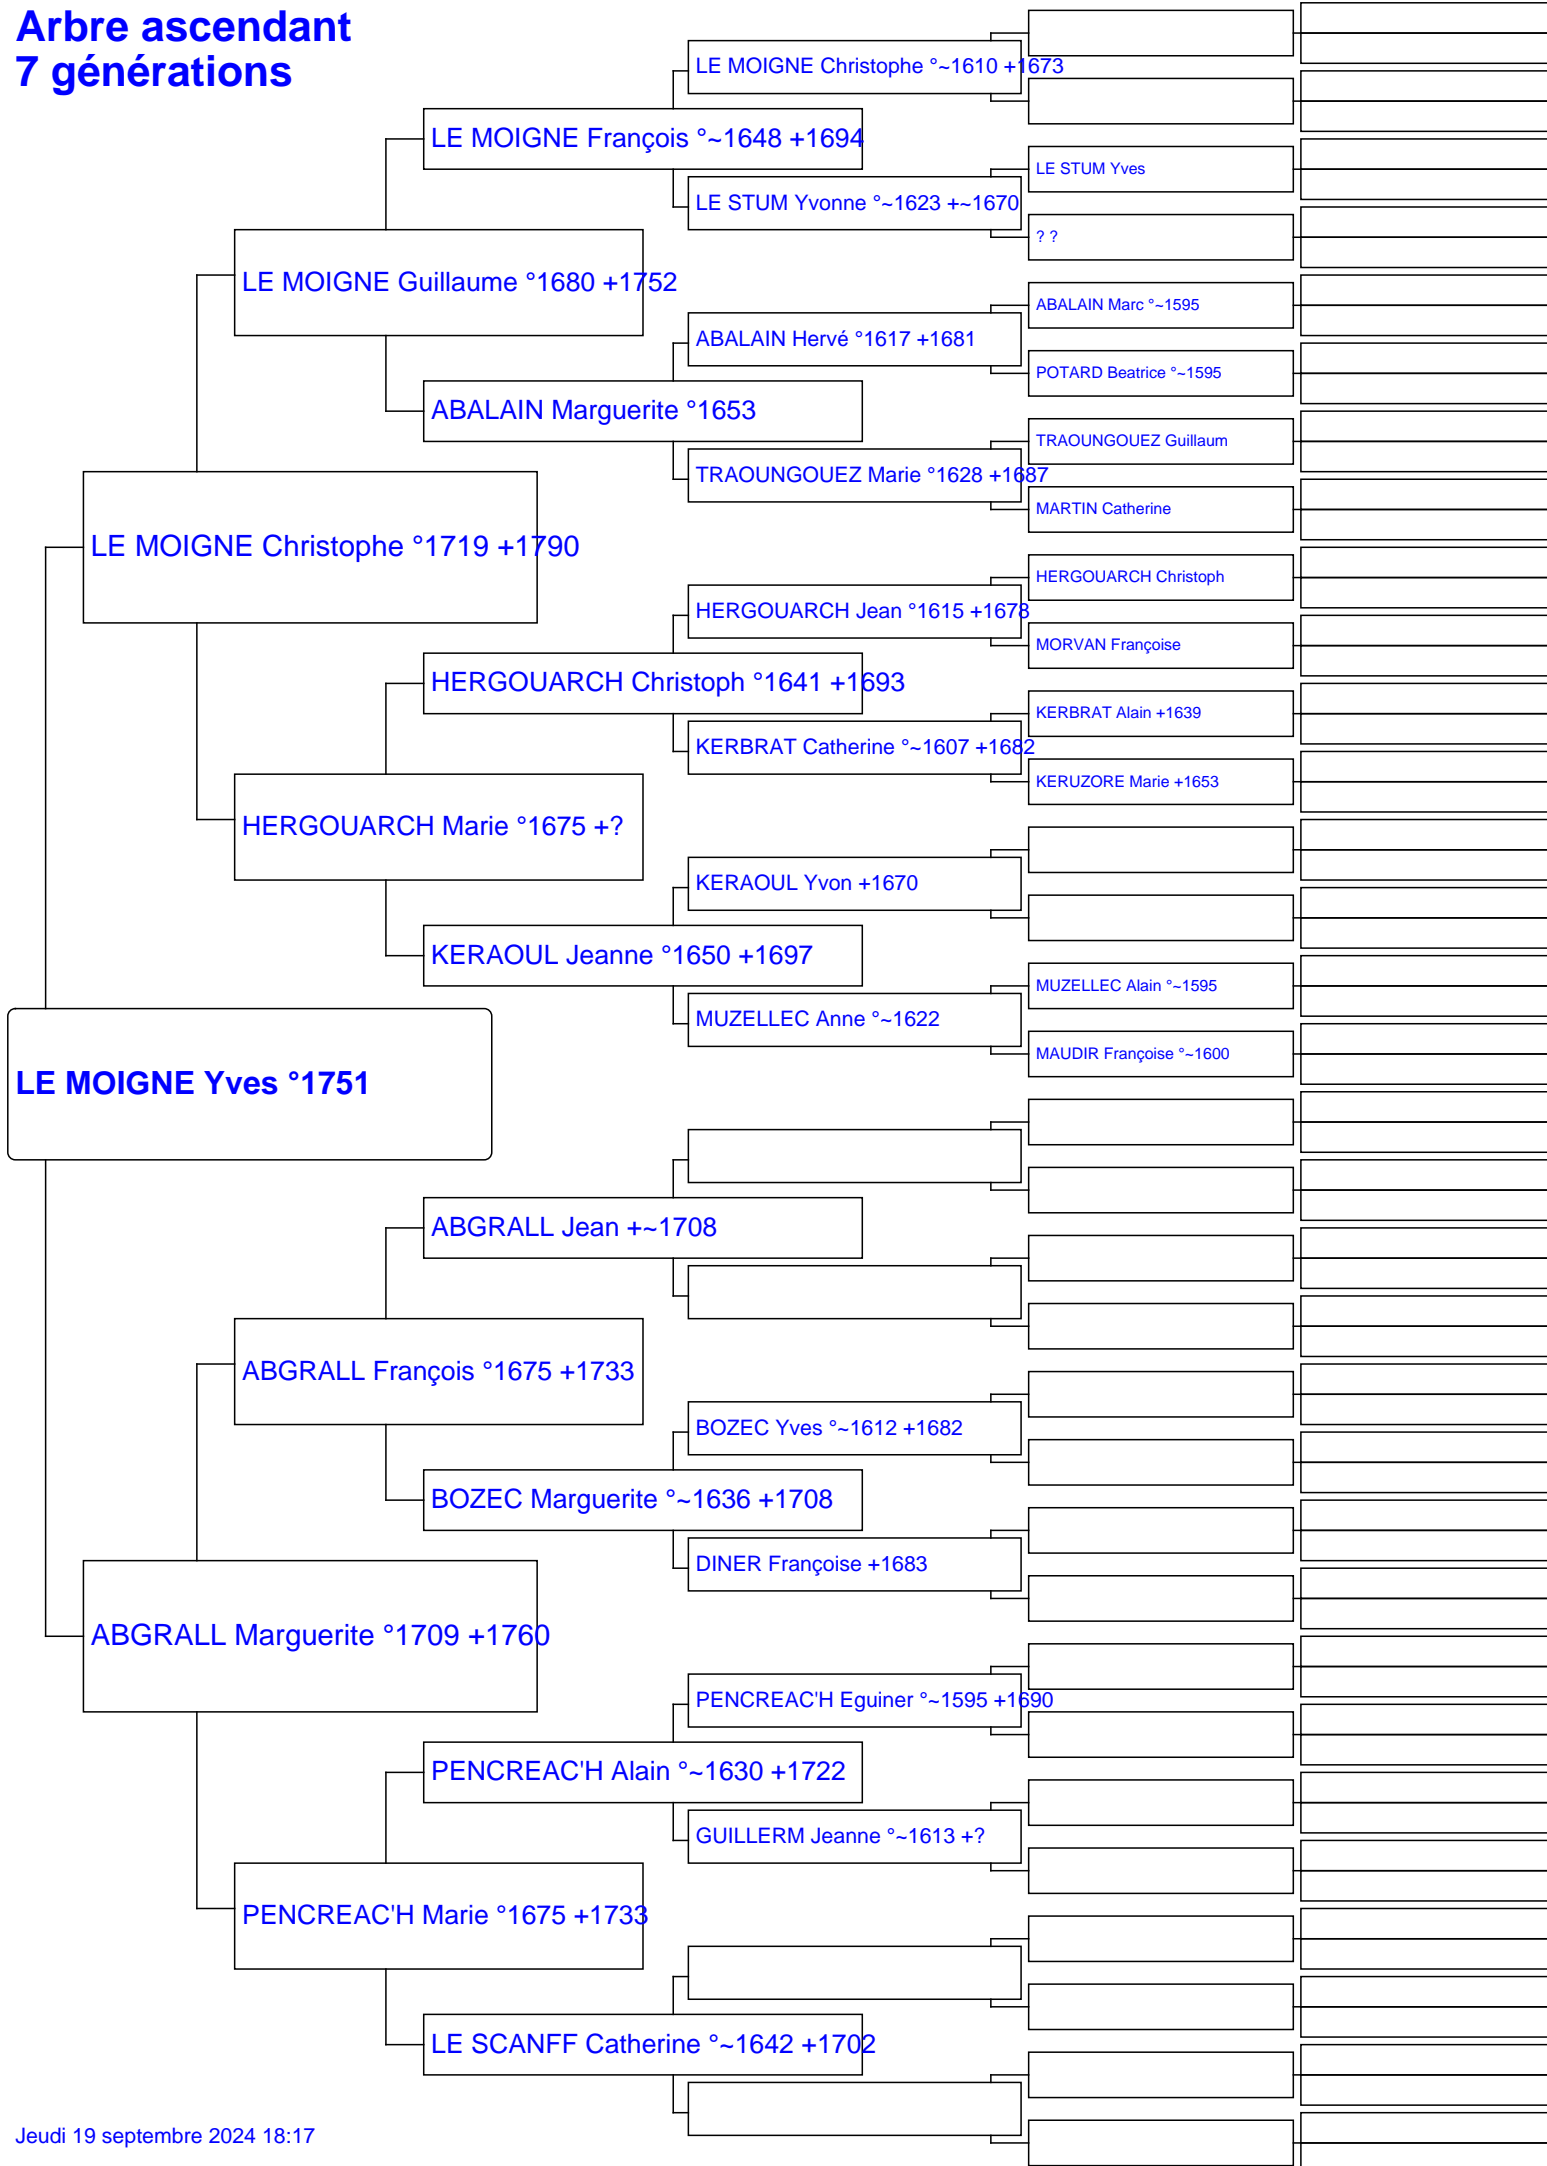 Arbre ascendant
7 générations
LE MOIGNE Christophe °~1610 +1673
LE MOIGNE François °~1648 +1694
LE STUM Yves
LE STUM Yvonne °~1623 +~1670
? ?
LE MOIGNE Guillaume °1680 +1752
ABALAIN Marc °~1595
ABALAIN Hervé °1617 +1681
POTARD Beatrice °~1595
ABALAIN Marguerite °1653
TRAOUNGOUEZ Guillaum
TRAOUNGOUEZ Marie °1628 +1687
MARTIN Catherine
LE MOIGNE Christophe °1719 +1790
HERGOUARCH Christoph
HERGOUARCH Jean °1615 +1678
MORVAN Françoise
HERGOUARCH Christoph °1641 +1693
KERBRAT Alain +1639
KERBRAT Catherine °~1607 +1682
KERUZORE Marie +1653
HERGOUARCH Marie °1675 +?
KERAOUL Yvon +1670
KERAOUL Jeanne °1650 +1697
MUZELLEC Alain °~1595
MUZELLEC Anne °~1622
MAUDIR Françoise °~1600
LE MOIGNE Yves °1751
ABGRALL Jean +~1708
ABGRALL François °1675 +1733
BOZEC Yves °~1612 +1682
BOZEC Marguerite °~1636 +1708
DINER Françoise +1683
ABGRALL Marguerite °1709 +1760
PENCREAC'H Eguiner °~1595 +1690
PENCREAC'H Alain °~1630 +1722
GUILLERM Jeanne °~1613 +?
PENCREAC'H Marie °1675 +1733
LE SCANFF Catherine °~1642 +1702
Jeudi 19 septembre 2024 18:17